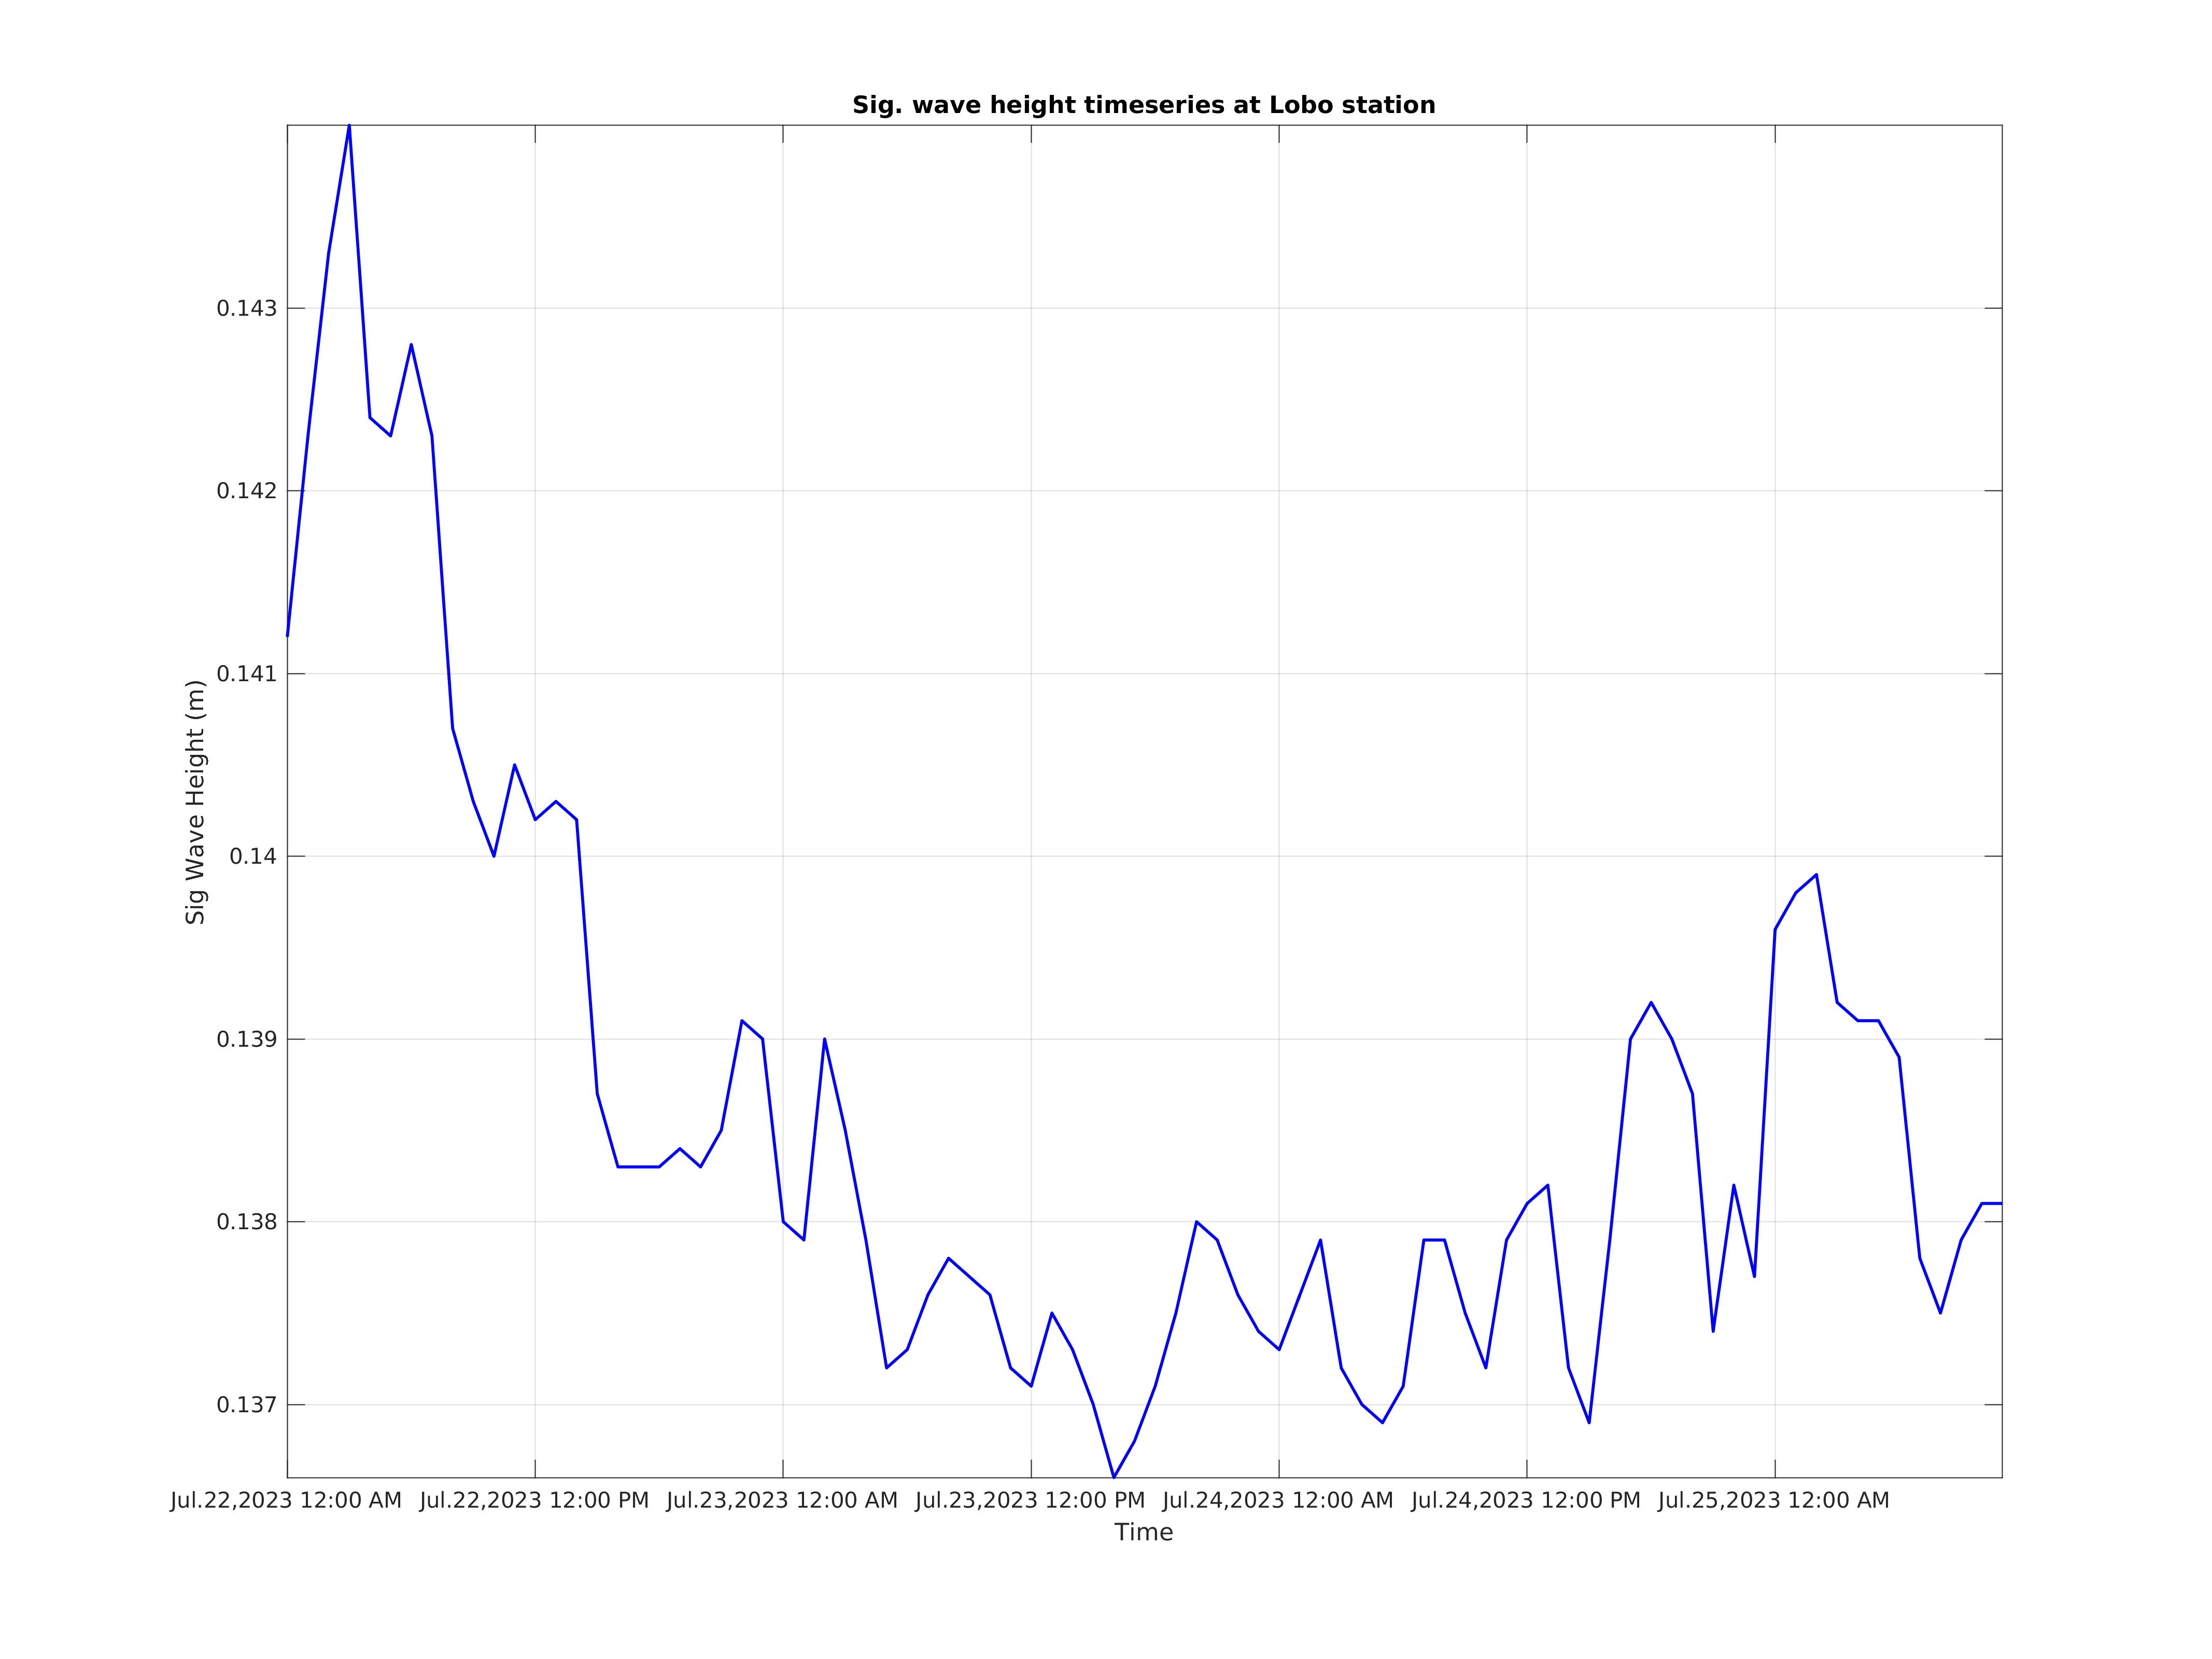 Sig. wave height timeseries at Lobo station
0.143
0.142
0.141
0.14
0.139
0.138
0.137
Sig Wave Height (m)
Jul.22,2023 12:00 AM Jul.22,2023 12:00 PM Jul.23,2023 12:00 AM Jul.23,2023 12:00 PM Jul.24,2023 12:00 AM Jul.24,2023 12:00 PM Jul.25,2023 12:00 AM
Time